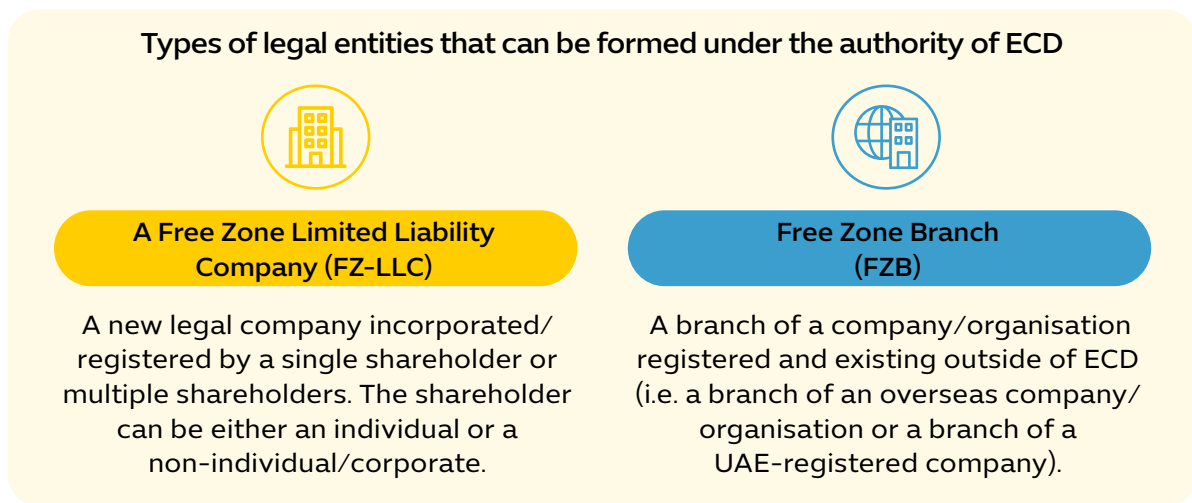 Types of legal entities that can be formed under the authority of ECD
A Free Zone Limited Liability
Company (FZ-LLC)
A new legal company incorporated/
registered by a single shareholder or
multiple shareholders. The shareholder
can be either an individual or a
non-individual/corporate.
Free Zone Branch
(FZB)
A branch of a company/organisation
registered and existing outside of ECD
(i.e. a branch of an overseas company/
organisation or a branch of a
UAE-registered company).